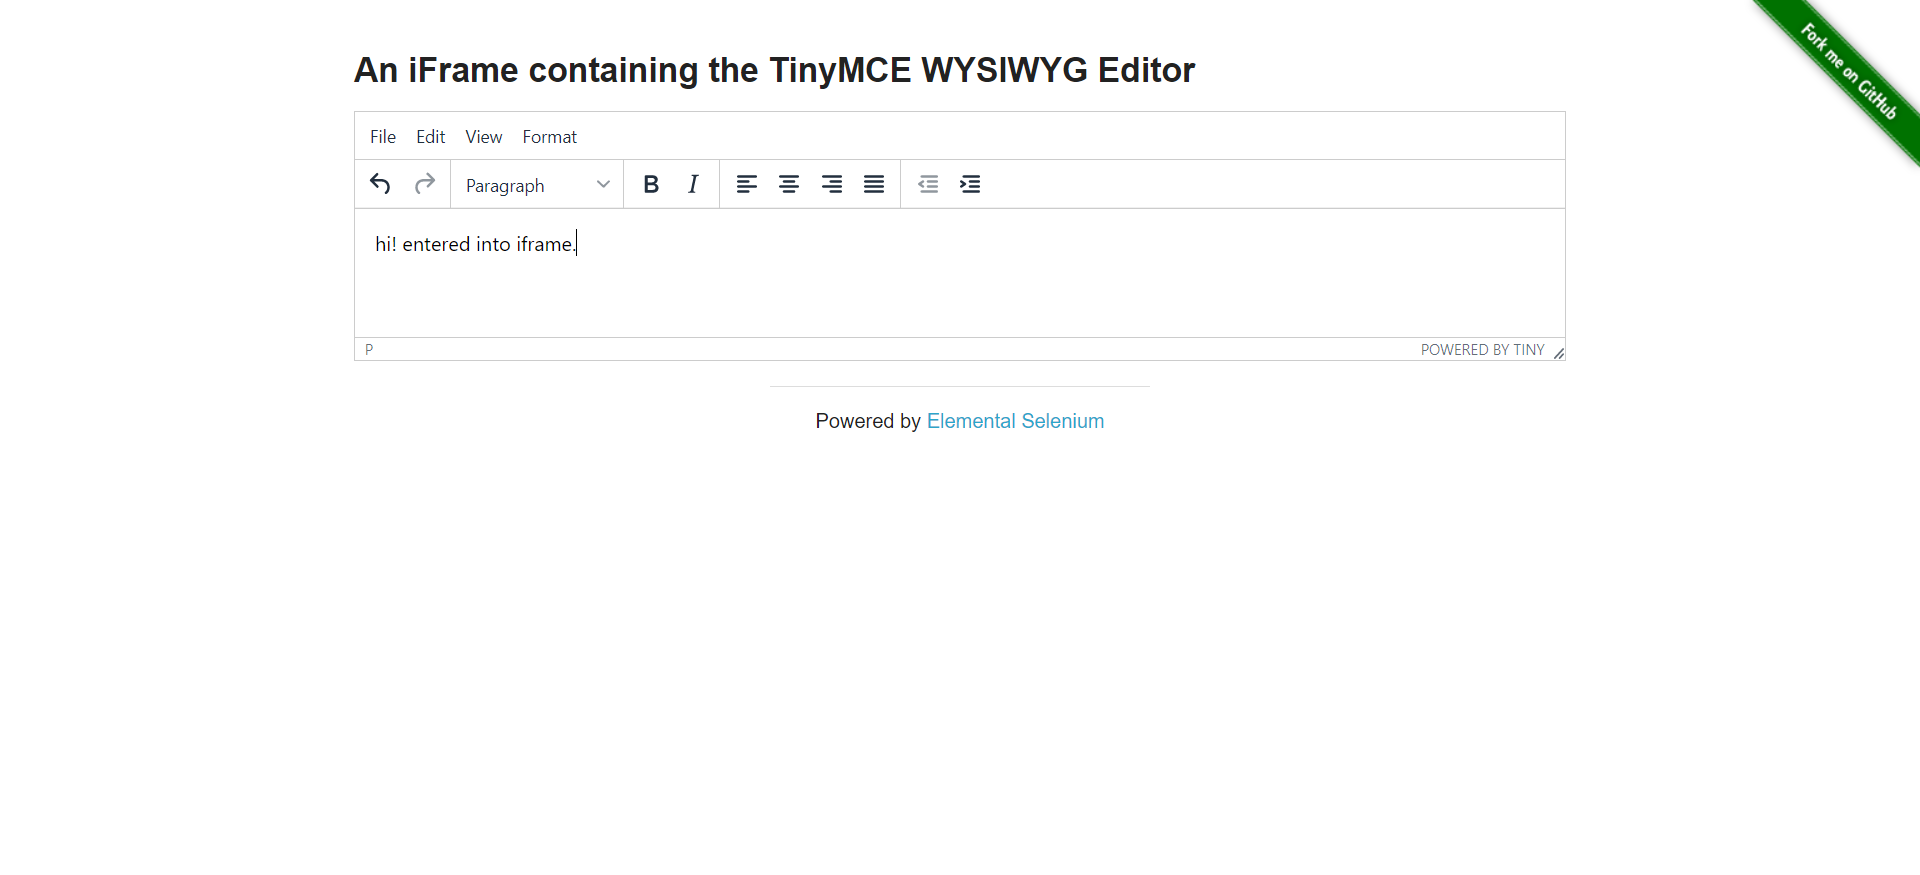 Fork me on GitHub
An iFrame containing the TinyMCE WYSIWYG Editor
File Edit View Format
Paragraph B I
hi! entered into iframe.
P POWERED BY TINY
Powered by Elemental Selenium